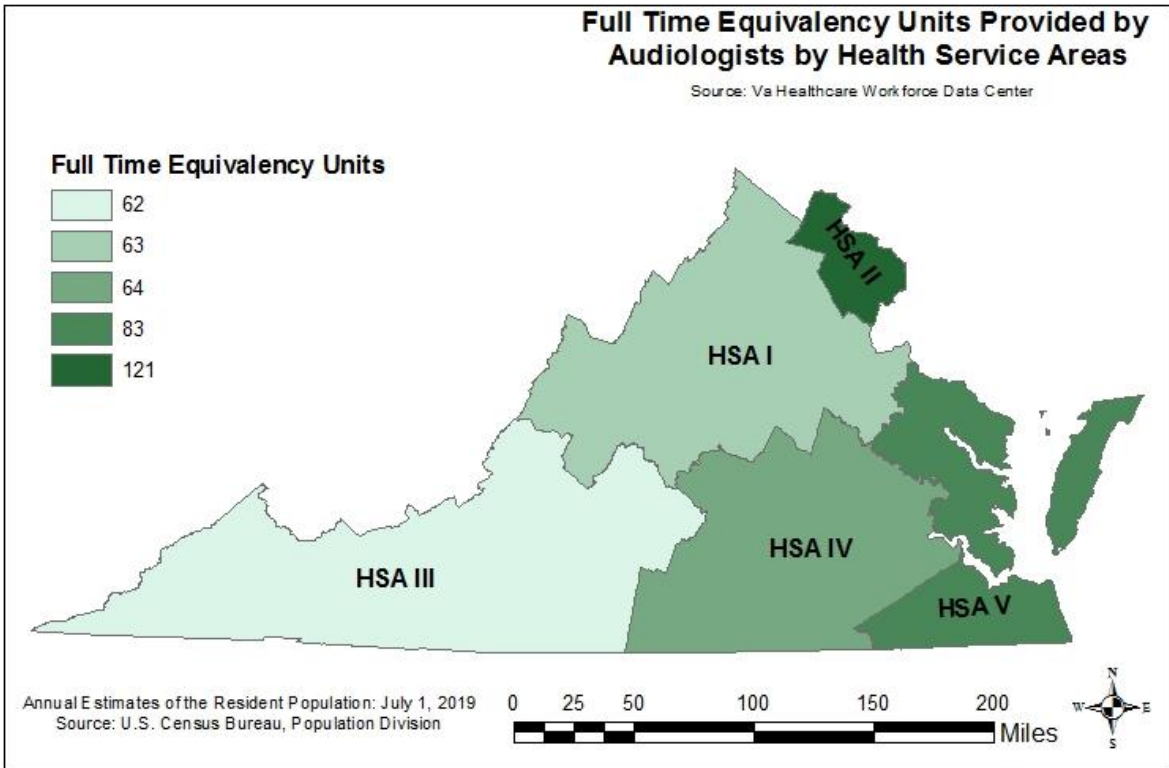 Full Time Equivalency Units Provided by
Audiologists by Health Service Areas
Source: Va Healthcare Workforce Data Center
Full Time Equivalency Units
62
63
64
83
121
HSA II
HSA I
HSA III
HSA IV
HSA V
Annual Estimates of the Resident Population: July 1, 2019
Source: U.S. Census Bureau, Population Division
0 25 50 100 150 200
Miles
N
W E
S